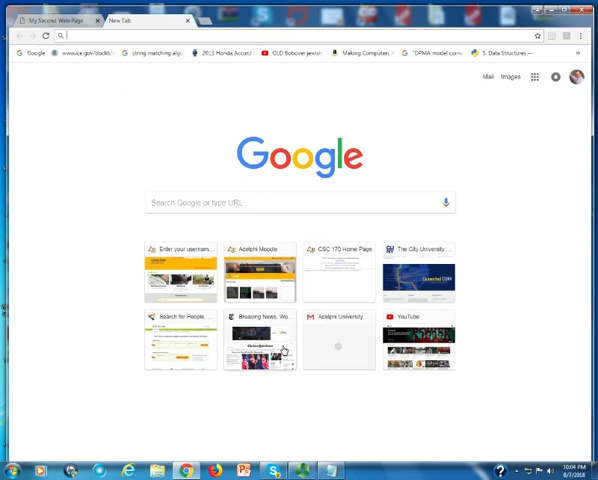 My Second Web Page
New Tab
Google
www.ice.gov/doclib/
string matching algo
2013 Honda Accord
OLD Bobover jewish
Making Computers
"DPMA model curric
5. Data Structures —
»
Mail Images
Google
Search Google or type URL
Enter your usernam...
Adelphi Moodle
CSC 170 Home Page
The City University ...
Search for People, ...
Breaking News, Wo...
Adelphi University ...
YouTube
10:04 PM
8/7/2018